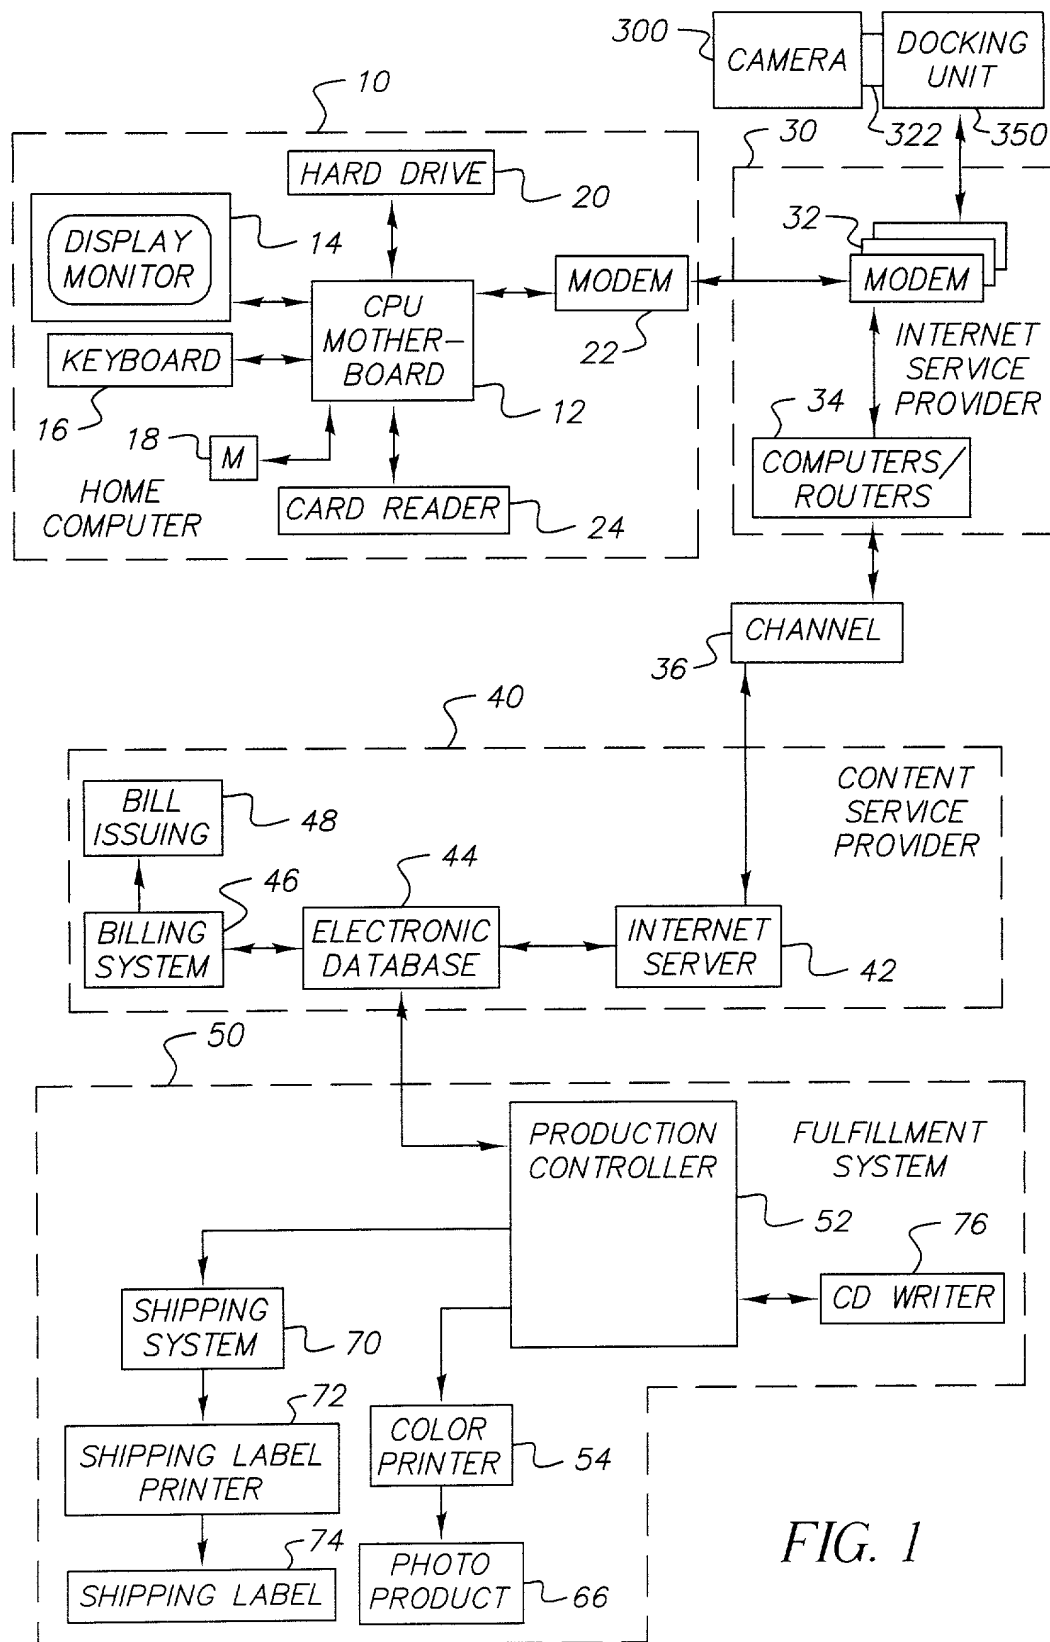 300
CAMERA
DOCKING
UNIT
322
350
10
30
HARD DRIVE
20
DISPLAY
MONITOR
14
32
MODEM
CPU
MOTHER-
BOARD
MODEM
22
KEYBOARD
16
12
INTERNET
SERVICE
PROVIDER
34
18
M
COMPUTERS/
ROUTERS
HOME
COMPUTER
CARD READER
24
CHANNEL
36
40
CONTENT
SERVICE
PROVIDER
BILL
ISSUING
48
44
46
BILLING
SYSTEM
ELECTRONIC
DATABASE
INTERNET
SERVER
42
50
PRODUCTION
CONTROLLER
FULFILLMENT
SYSTEM
52
76
CD WRITER
SHIPPING
SYSTEM
70
72
SHIPPING LABEL
PRINTER
COLOR
PRINTER
54
74
SHIPPING LABEL
PHOTO
PRODUCT
66
FIG. 1